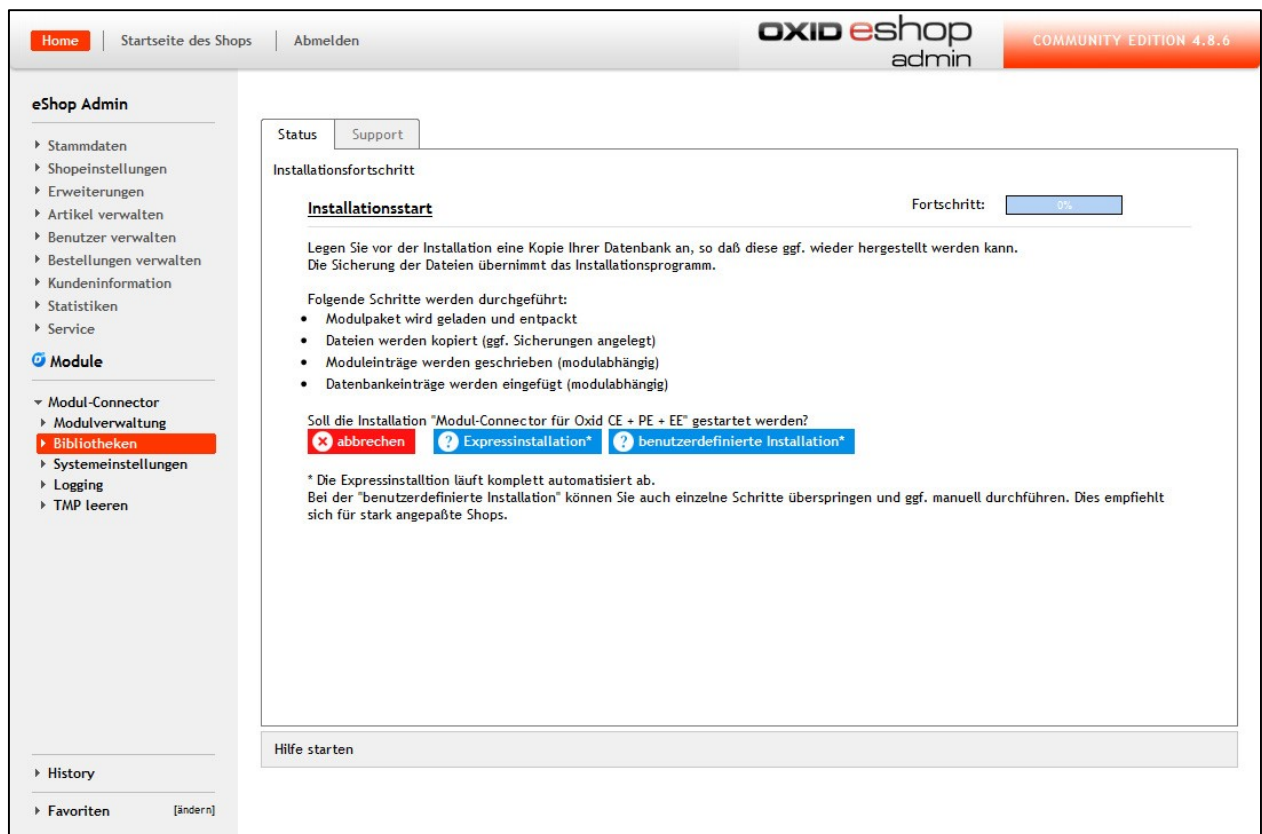 Home
Startseite des Shops
Abmelden
OXID eshop
admin
COMMUNITY EDITION 4.8.6
eShop Admin
Stammdaten
Shopeinstellungen
Erweiterungen
Artikel verwalten
Benutzer verwalten
Bestellungen verwalten
Kundeninformation
Statistiken
Service
Module
Modul-Connector
Modulverwaltung
Bibliotheken
Systemeinstellungen
Logging
TMP leeren
History
Favoriten [ändern]
Status
Support
Installationsfortschritt
Installationsstart
Fortschritt: 0%
Legen Sie vor der Installation eine Kopie Ihrer Datenbank an, so daß diese ggf. wieder hergestellt werden kann.
Die Sicherung der Dateien übernimmt das Installationsprogramm.
Folgende Schritte werden durchgeführt:
• Modulpaket wird geladen und entpackt
• Dateien werden kopiert (ggf. Sicherungen angelegt)
• Moduleinträge werden geschrieben (modulabhängig)
• Datenbankeinträge werden eingefügt (modulabhängig)
Soll die Installation "Modul-Connector für Oxid CE + PE + EE" gestartet werden?
abbrechen
? Expressinstallation*
? benutzerdefinierte Installation*
* Die Expressinstalltion läuft komplett automatisiert ab.
Bei der "benutzerdefinierte Installation" können Sie auch einzelne Schritte überspringen und ggf. manuell durchführen. Dies empfiehlt
sich für stark angepaßte Shops.
Hilfe starten